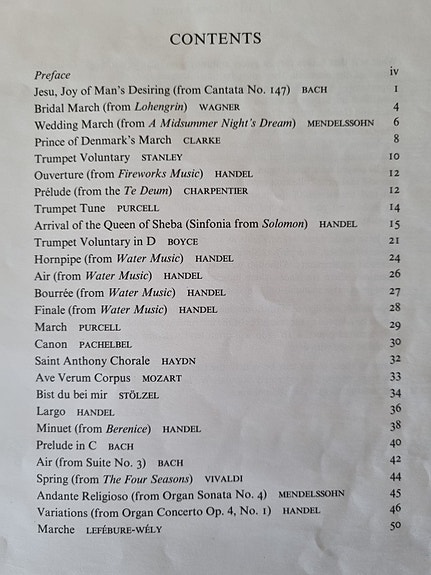 CONTENTS
Preface iv
Jesu, Joy of Man's Desiring (from Cantata No. 147) BACH 1
Bridal March (from Lohengrin) WAGNER 4
Wedding March (from A Midsummer Night's Dream) MENDELSSOHN 6
Prince of Denmark's March CLARKE 8
Trumpet Voluntary STANLEY 10
Ouverture (from Fireworks Music) HANDEL 12
Prélude (from the Te Deum) CHARPENTIER 12
Trumpet Tune PURCELL 14
Arrival of the Queen of Sheba (Sinfonia from Solomon) HANDEL 15
Trumpet Voluntary in D BOYCE 21
Hornpipe (from Water Music) HANDEL 24
Air (from Water Music) HANDEL 26
Bourrée (from Water Music) HANDEL 27
Finale (from Water Music) HANDEL 28
March PURCELL 29
Canon PACHELBEL 30
Saint Anthony Chorale HAYDN 32
Ave Verum Corpus MOZART 33
Bist du bei mir STÖLZEL 34
Largo HANDEL 36
Minuet (from Berenice) HANDEL 38
Prelude in C BACH 40
Air (from Suite No. 3) BACH 42
Spring (from The Four Seasons) VIVALDI 44
Andante Religioso (from Organ Sonata No. 4) MENDELSSOHN 45
Variations (from Organ Concerto Op. 4, No. 1) HANDEL 46
Marche LEFÉBURE-WÉLY 50